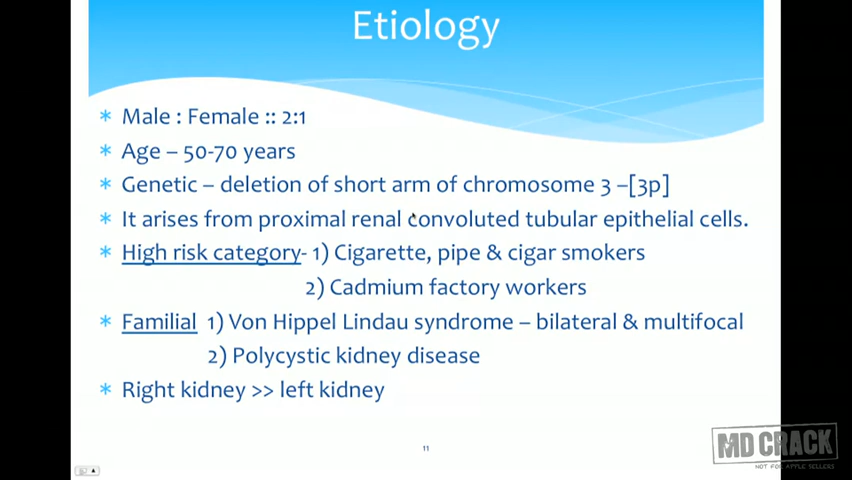 Etiology
* Male : Female :: 2:1
* Age – 50-70 years
* Genetic – deletion of short arm of chromosome 3 –[3p]
* It arises from proximal renal convoluted tubular epithelial cells.
* High risk category- 1) Cigarette, pipe & cigar smokers
2) Cadmium factory workers
* Familial 1) Von Hippel Lindau syndrome – bilateral & multifocal
2) Polycystic kidney disease
* Right kidney >> left kidney
11
MD CRACK
NOT FOR APPLE SELLERS